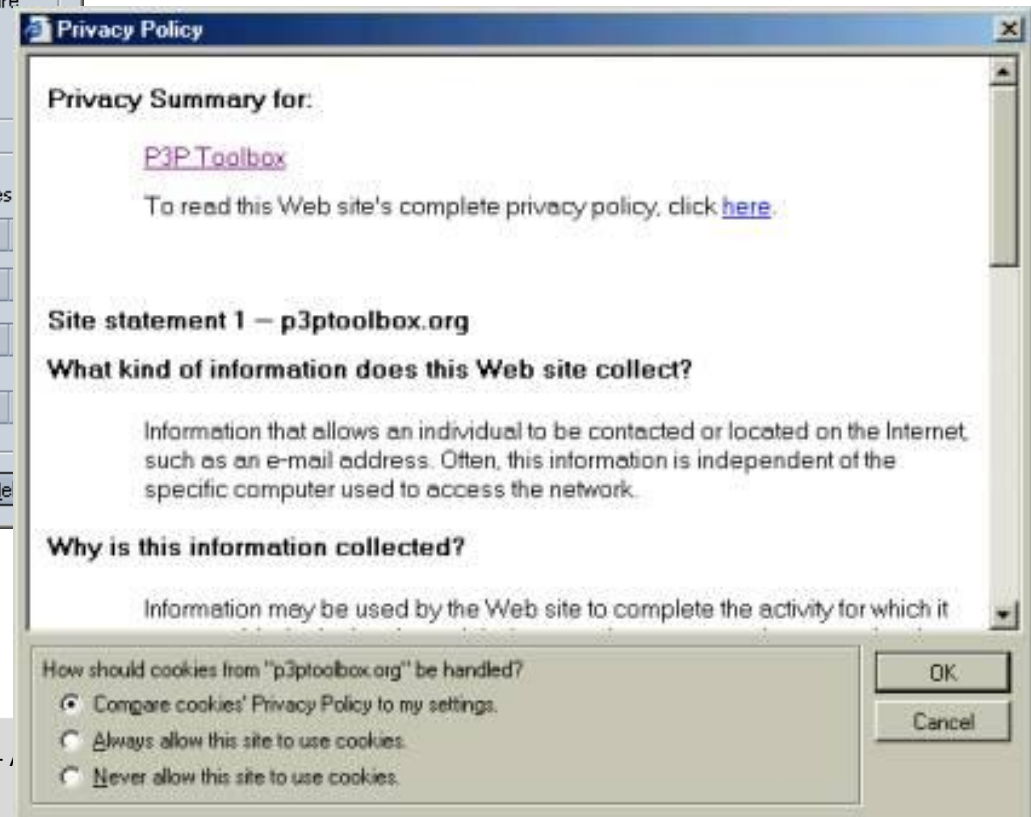 Privacy Policy
Privacy Summary for:
P3P Toolbox
To read this Web site's complete privacy policy, click here.
Site statement 1 – p3ptoolbox.org
What kind of information does this Web site collect?
Information that allows an individual to be contacted or located on the Internet,
such as an e-mail address. Often, this information is independent of the
specific computer used to access the network.
Why is this information collected?
Information may be used by the Web site to complete the activity for which it
How should cookies from "p3ptoolbox.org" be handled?
Compare cookies' Privacy Policy to my settings.
Always allow this site to use cookies.
Never allow this site to use cookies.
OK
Cancel